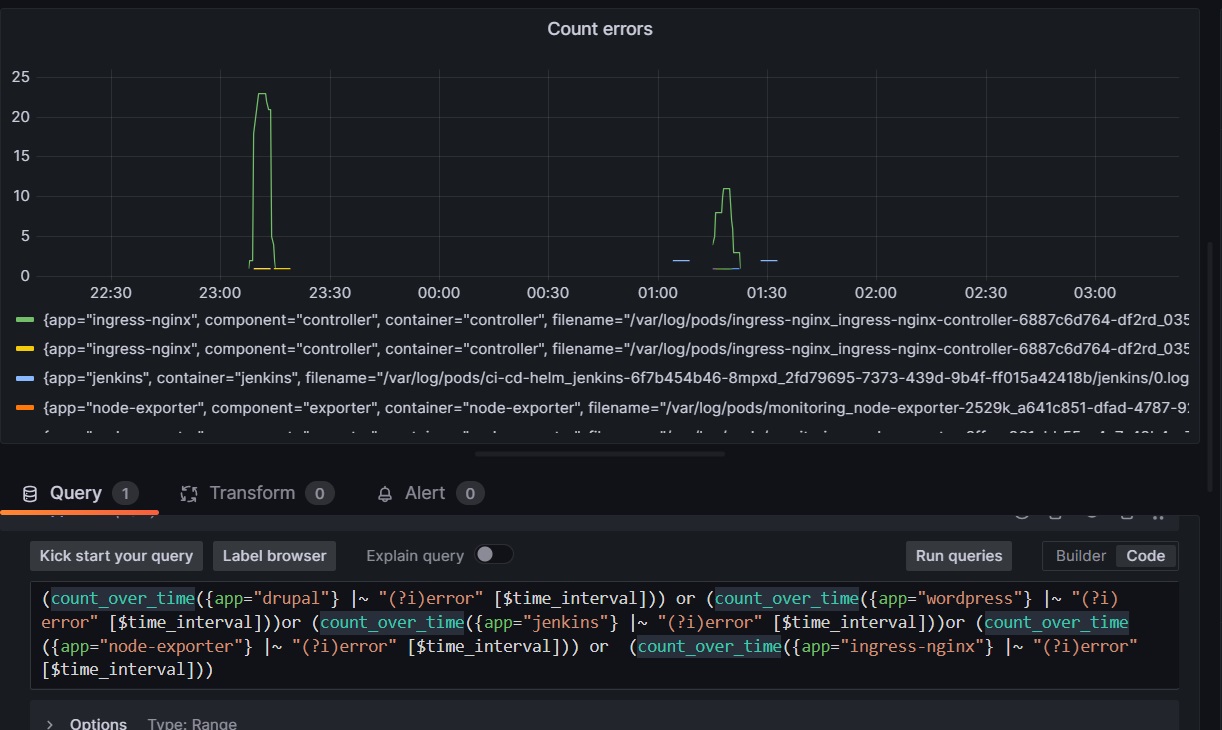 Count errors
25
20
15
10
5
0
22:30 23:00 23:30 00:00 00:30 01:00 01:30 02:00 02:30 03:00
{app="ingress-nginx", component="controller", container="controller", filename="/var/log/pods/ingress-nginx_ingress-nginx-controller-6887c6d764-df2rd_035
{app="ingress-nginx", component="controller", container="controller", filename="/var/log/pods/ingress-nginx_ingress-nginx-controller-6887c6d764-df2rd_035
{app="jenkins", container="jenkins", filename="/var/log/pods/ci-cd-helm_jenkins-6f7b454b46-8mpxd_2fd79695-7373-439d-9b4f-ff015a42418b/jenkins/0.log
{app="node-exporter", component="exporter", container="node-exporter", filename="/var/log/pods/monitoring_node-exporter-2529k_a641c851-dfad-4787-92
Query 1 Transform 0 Alert 0
Kick start your query Label browser Explain query Run queries Builder Code
(count_over_time({app="drupal"} |~ "(?i)error" [$time_interval])) or (count_over_time({app="wordpress"} |~ "(?i)
error" [$time_interval]))or (count_over_time({app="jenkins"} |~ "(?i)error" [$time_interval]))or (count_over_time
({app="node-exporter"} |~ "(?i)error" [$time_interval])) or  (count_over_time({app="ingress-nginx"} |~ "(?i)error"
[$time_interval]))
Options Type: Range